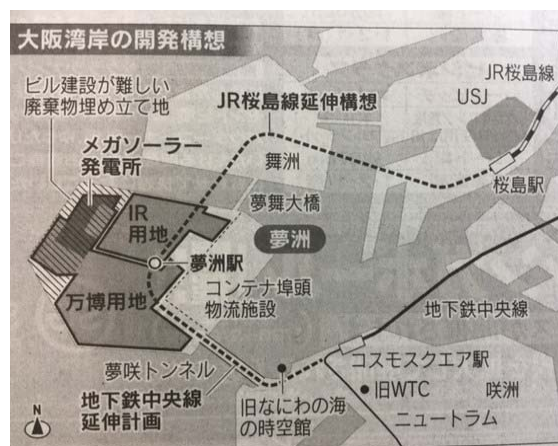 大阪湾岸の開発構想
ビル建設が難しい
廃棄物埋め立て地
JR桜島線延伸構想
JR桜島線
USJ
メガソーラー
発電所
舞洲
桜島駅
IR
用地
夢舞大橋
夢洲
夢洲駅
万博用地
コンテナ埠頭
物流施設
地下鉄中央線
夢咲トンネル
コスモスクエア駅
地下鉄中央線
延伸計画
旧なにわの海
の時空館
旧WTC
咲洲
ニュートラム
N